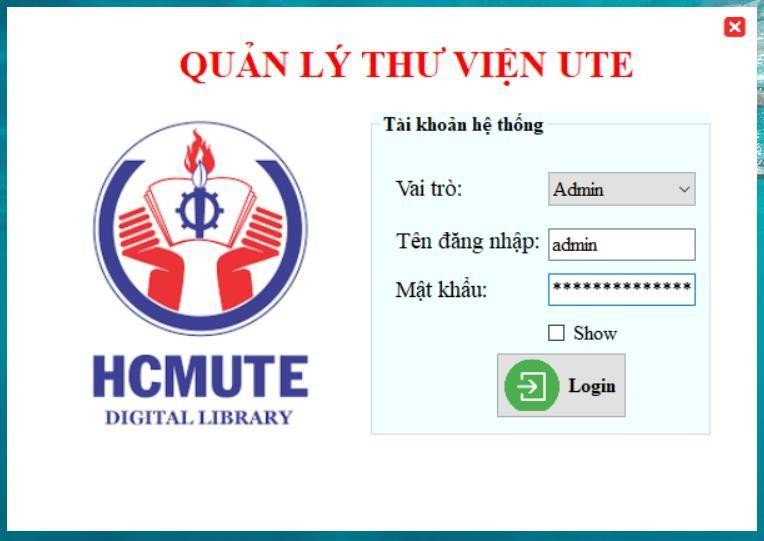 QUẢN LÝ THƯ VIỆN UTE
Tài khoản hệ thống
Vai trò: Admin
Tên đăng nhập: admin
Mật khẩu: **************
Show
Login
HCMUTE
DIGITAL LIBRARY